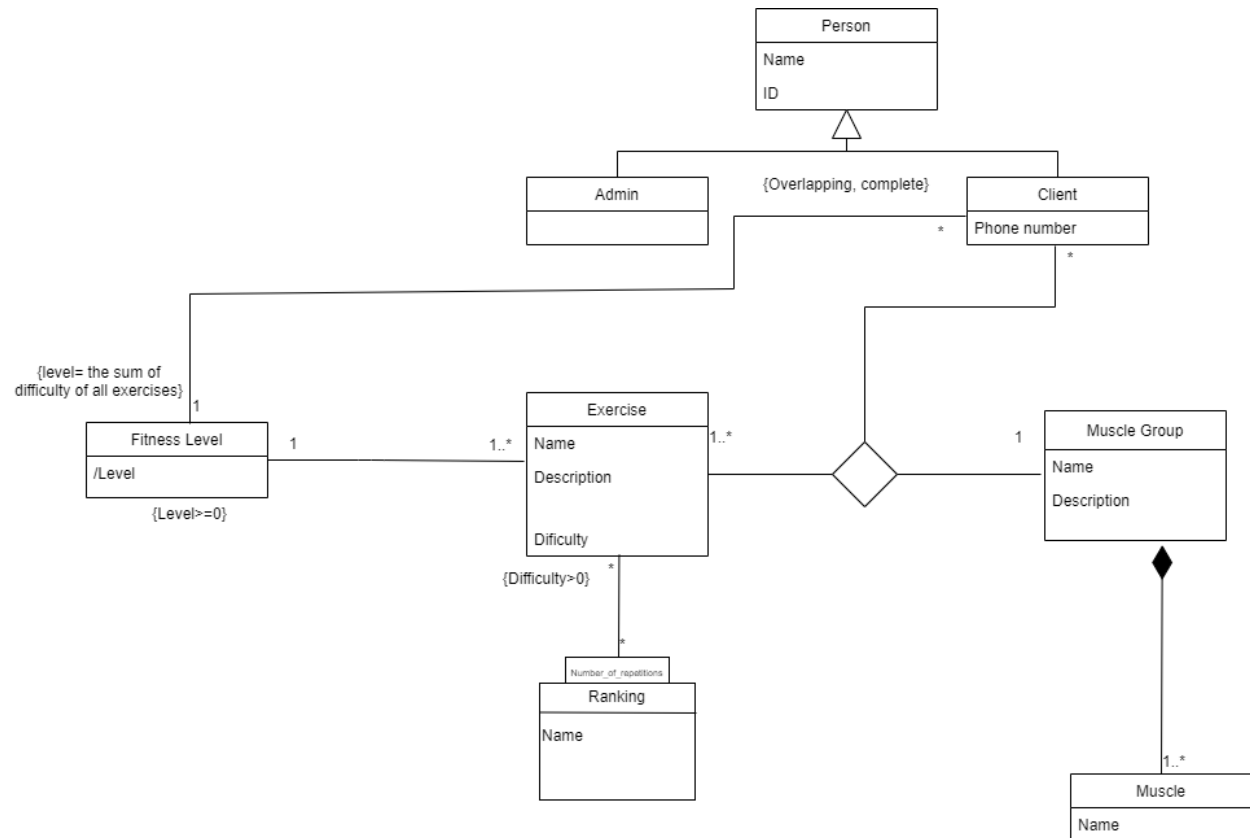 Person
Name
ID
{Overlapping, complete}
Admin
Client
Phone number
*
*
{level= the sum of
difficulty of all exercises}
1
Fitness Level
/Level
{Level>=0}
1
1..*
Exercise
Name
Description
Dificulty
1..*
1
Muscle Group
Name
Description
{Difficulty>0}
*
*
Number_of_repetitions
Ranking
Name
1..*
Muscle
Name